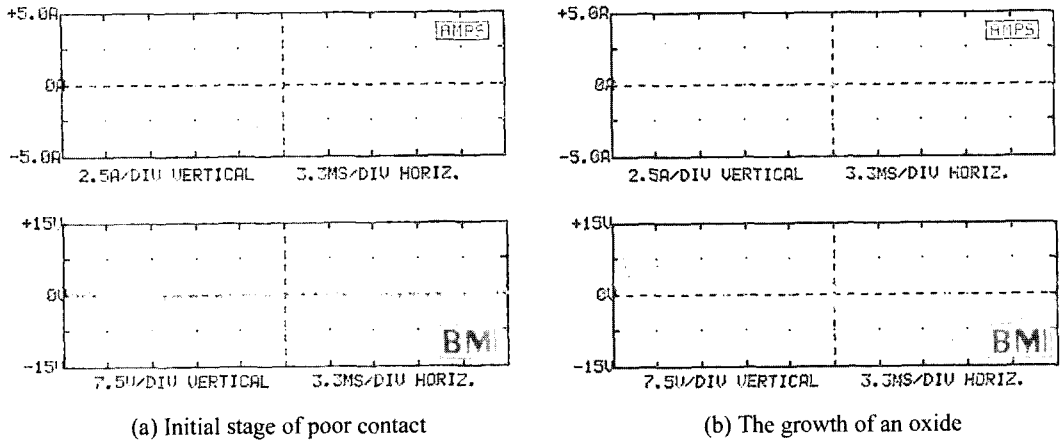 +5.0A
AMPS
0A
-5.0A
2.5A/DIV VERTICAL 3.3MS/DIV HORIZ.
+15V
0V
BMI
-15V
7.5V/DIV VERTICAL 3.3MS/DIV HORIZ.
(a) Initial stage of poor contact
+5.0A
AMPS
0A
-5.0A
2.5A/DIV VERTICAL 3.3MS/DIV HORIZ.
+15V
0V
BMI
-15V
7.5V/DIV VERTICAL 3.3MS/DIV HORIZ.
(b) The growth of an oxide